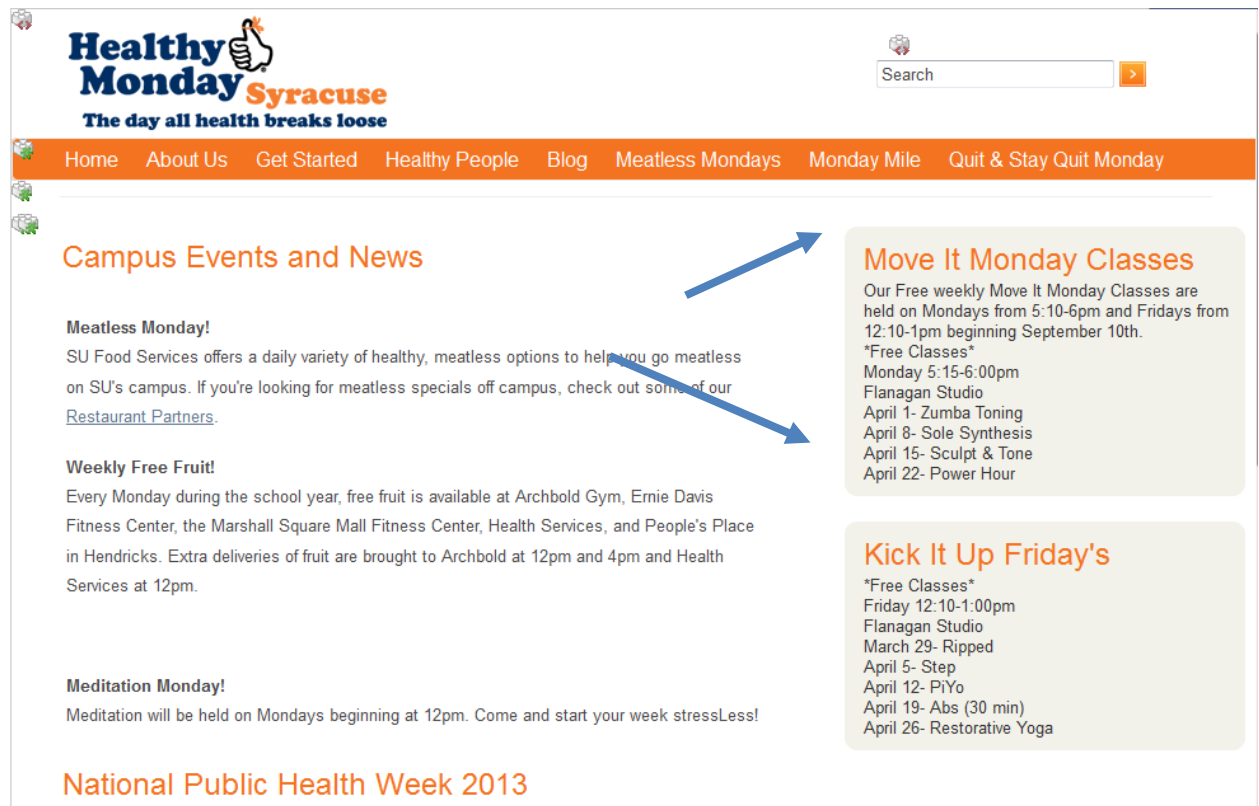 Healthy
Monday Syracuse
The day all health breaks loose
Search
Home About Us Get Started Healthy People Blog Meatless Mondays Monday Mile Quit & Stay Quit Monday
Campus Events and News
Meatless Monday!
SU Food Services offers a daily variety of healthy, meatless options to help you go meatless
on SU's campus. If you're looking for meatless specials off campus, check out some of our
Restaurant Partners.
Weekly Free Fruit!
Every Monday during the school year, free fruit is available at Archbold Gym, Ernie Davis
Fitness Center, the Marshall Square Mall Fitness Center, Health Services, and People's Place
in Hendricks. Extra deliveries of fruit are brought to Archbold at 12pm and 4pm and Health
Services at 12pm.
Meditation Monday!
Meditation will be held on Mondays beginning at 12pm. Come and start your week stressLess!
National Public Health Week 2013
Move It Monday Classes
Our Free weekly Move It Monday Classes are
held on Mondays from 5:10-6pm and Fridays from
12:10-1pm beginning September 10th.
*Free Classes*
Monday 5:15-6:00pm
Flanagan Studio
April 1- Zumba Toning
April 8- Sole Synthesis
April 15- Sculpt & Tone
April 22- Power Hour
Kick It Up Friday's
*Free Classes*
Friday 12:10-1:00pm
Flanagan Studio
March 29- Ripped
April 5- Step
April 12- PiYo
April 19- Abs (30 min)
April 26- Restorative Yoga